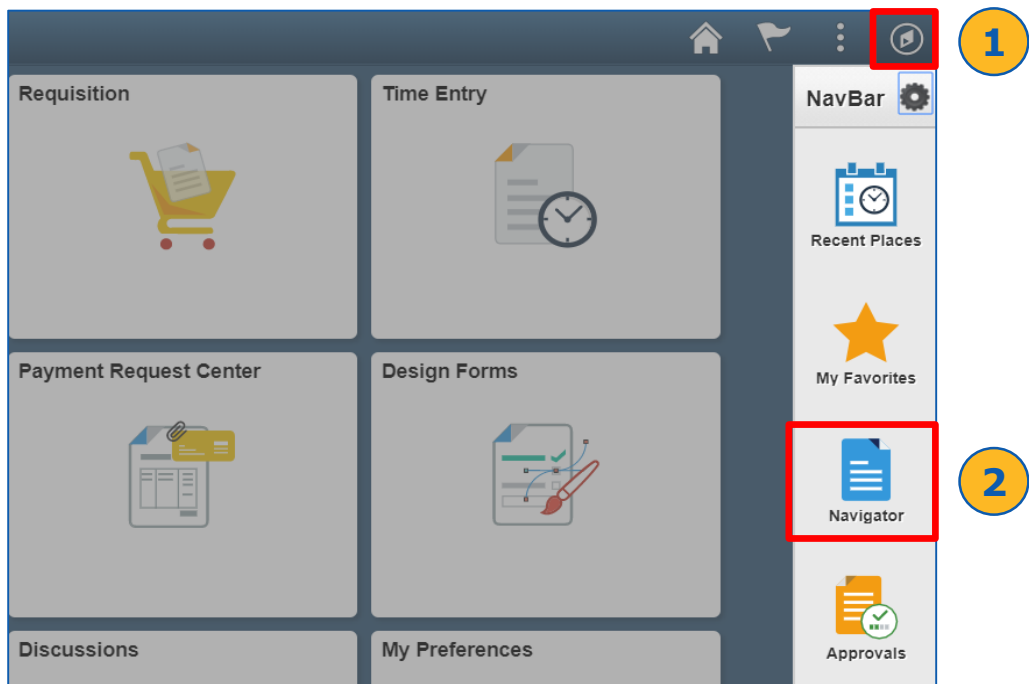 1
Requisition
Time Entry
NavBar
Recent Places
My Favorites
Payment Request Center
Design Forms
Navigator
2
Approvals
Discussions
My Preferences